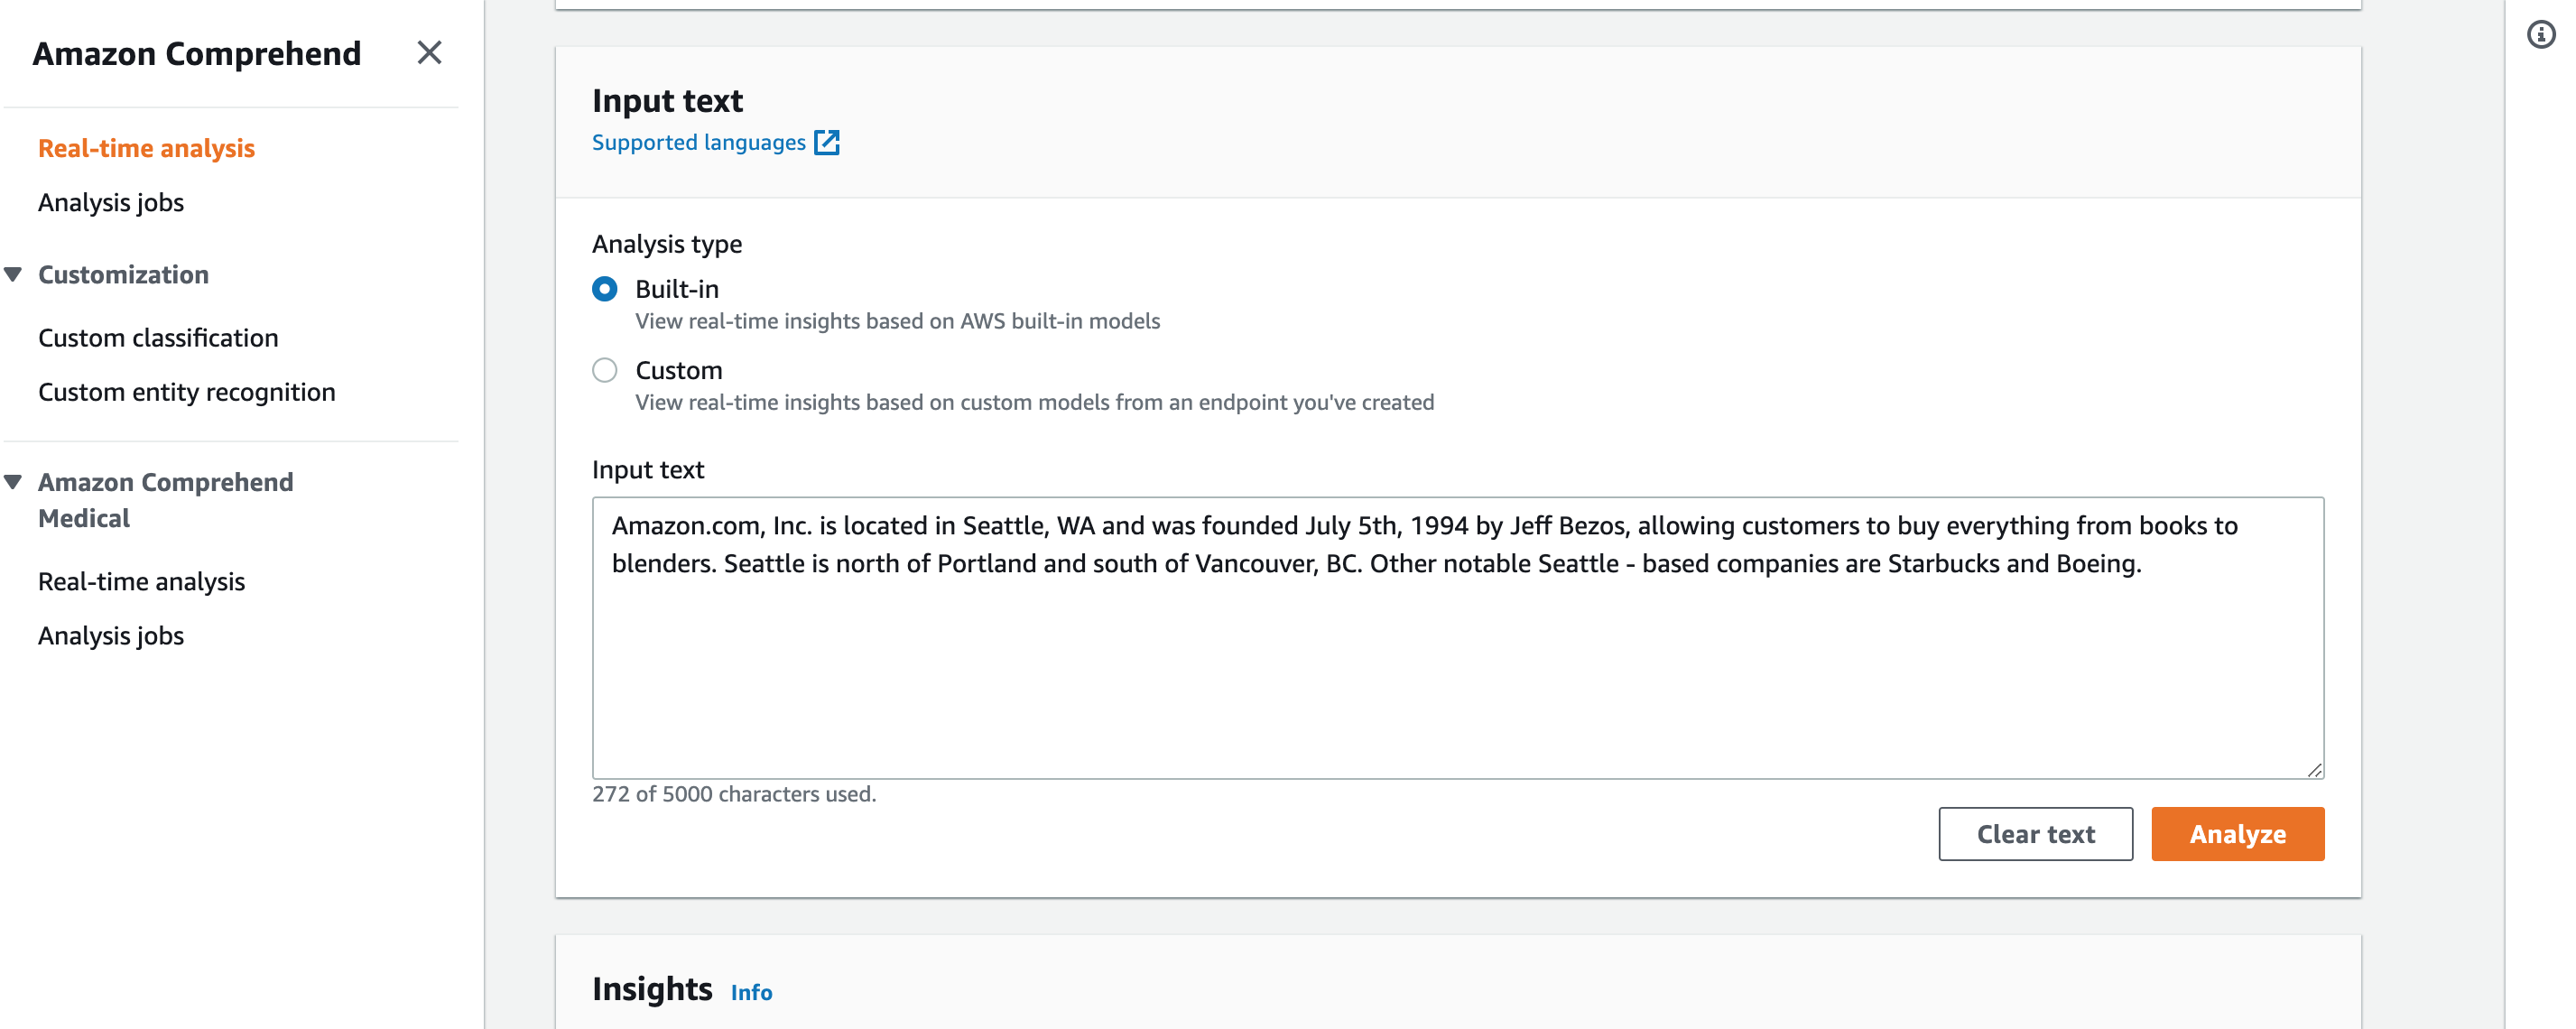 Amazon Comprehend
Real-time analysis
Analysis jobs
Customization
Custom classification
Custom entity recognition
Amazon Comprehend
Medical
Real-time analysis
Analysis jobs
Input text
Supported languages
Analysis type
Built-in
View real-time insights based on AWS built-in models
Custom
View real-time insights based on custom models from an endpoint you've created
Input text
Amazon.com, Inc. is located in Seattle, WA and was founded July 5th, 1994 by Jeff Bezos, allowing customers to buy everything from books to
blenders. Seattle is north of Portland and south of Vancouver, BC. Other notable Seattle - based companies are Starbucks and Boeing.
272 of 5000 characters used.
Clear text
Analyze
Insights Info